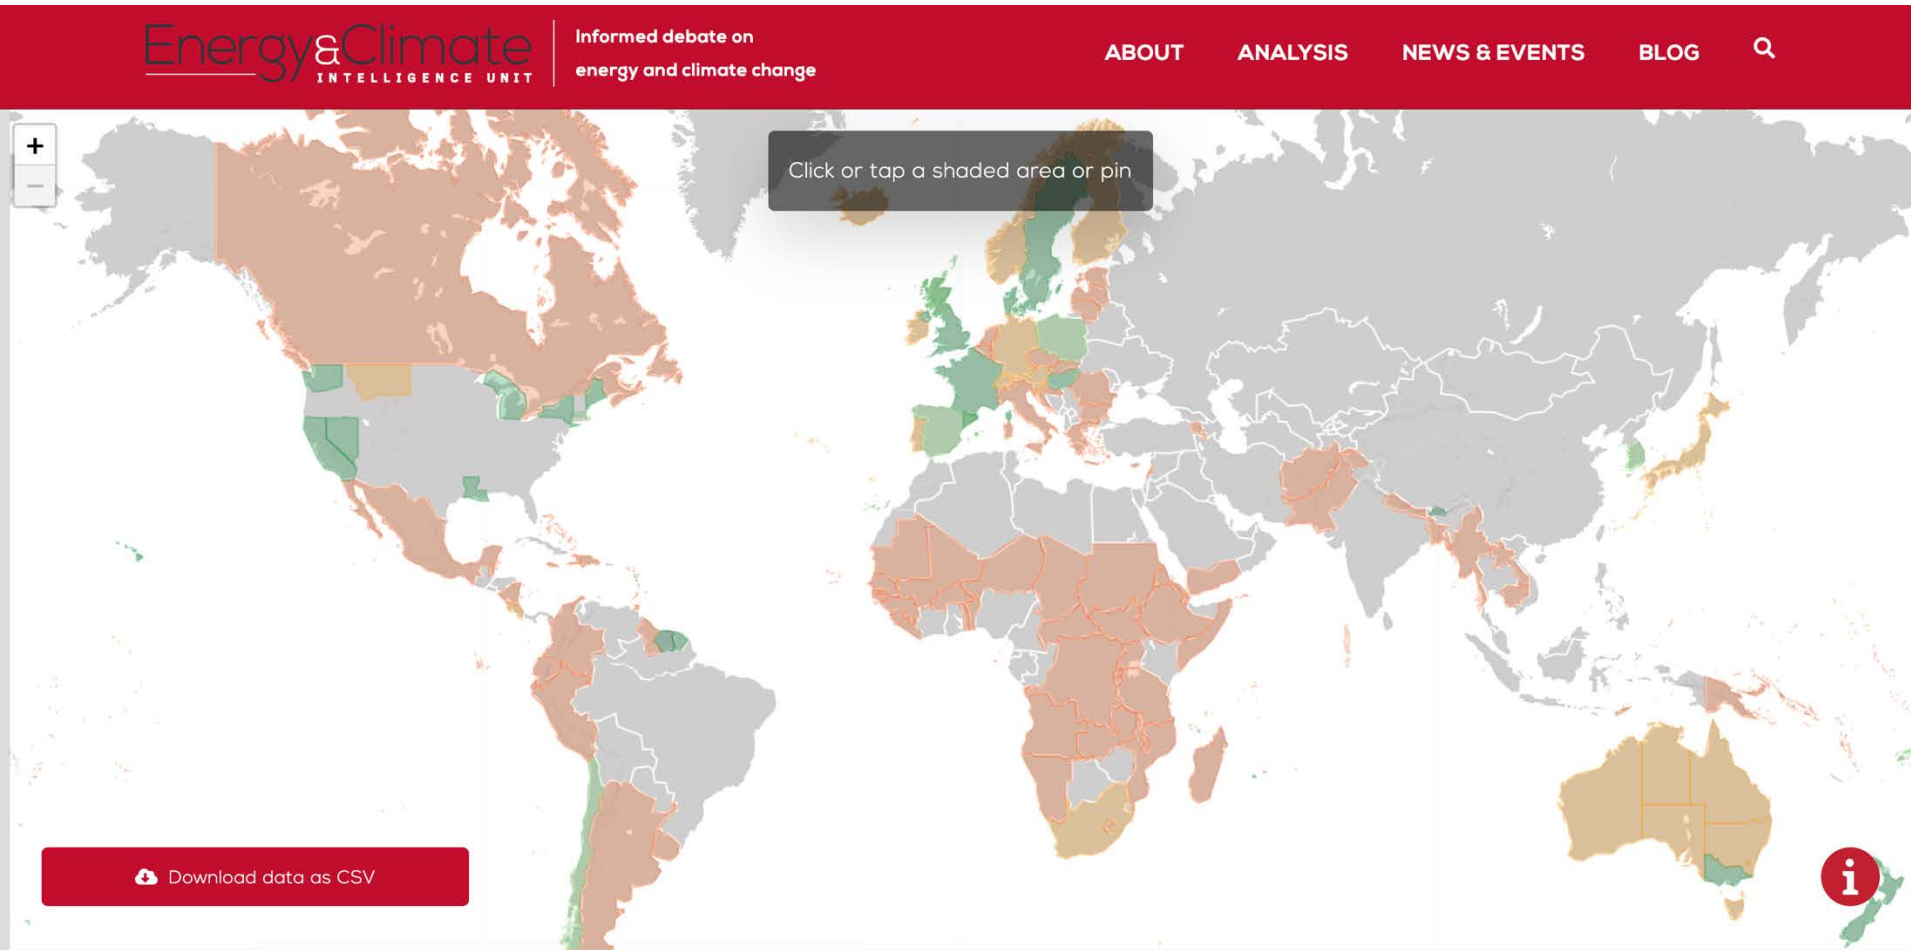 Energy&Climate
INTELLIGENCE UNIT
Informed debate on
energy and climate change
ABOUT
ANALYSIS
NEWS & EVENTS
BLOG
+
−
Click or tap a shaded area or pin
Download data as CSV
i